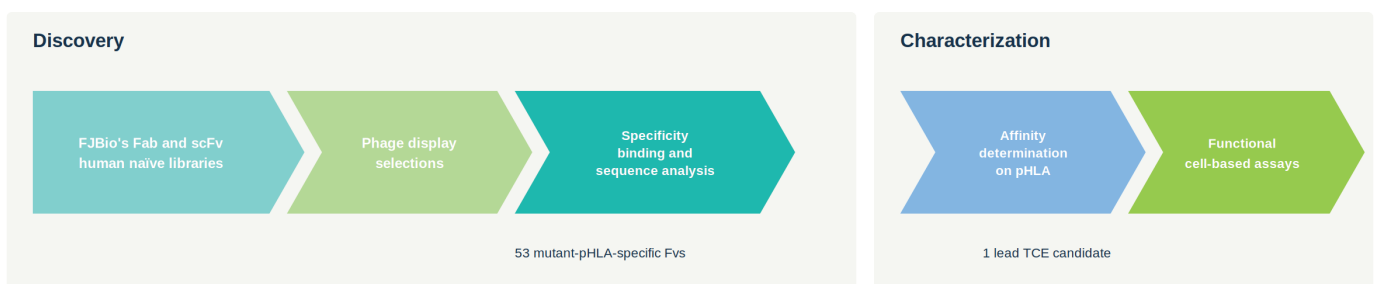 Discovery
FJBio's Fab and scFv
human naïve libraries
Phage display
selections
Specificity
binding and
sequence analysis
53 mutant-pHLA-specific Fvs
Characterization
Affinity
determination
on pHLA
Functional
cell-based assays
1 lead TCE candidate